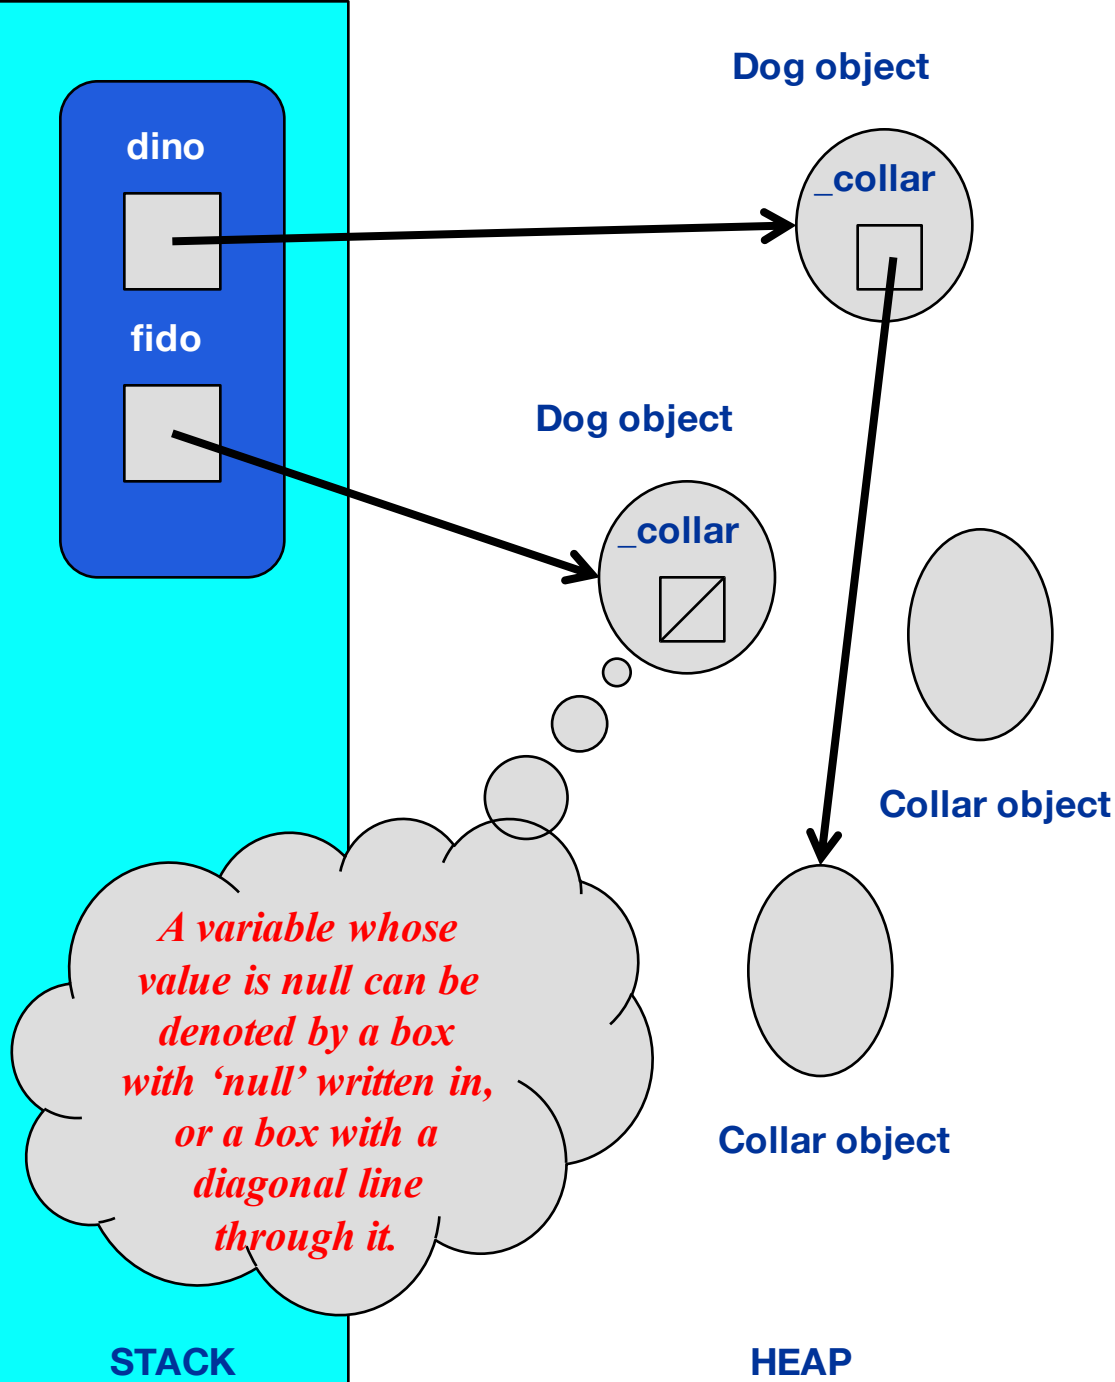 Dog object
dino
_collar
fido
Dog object
_collar
Collar object
A variable whose
value is null can be
denoted by a box
with ‘null’ written in,
or a box with a
diagonal line
through it.
Collar object
STACK
HEAP